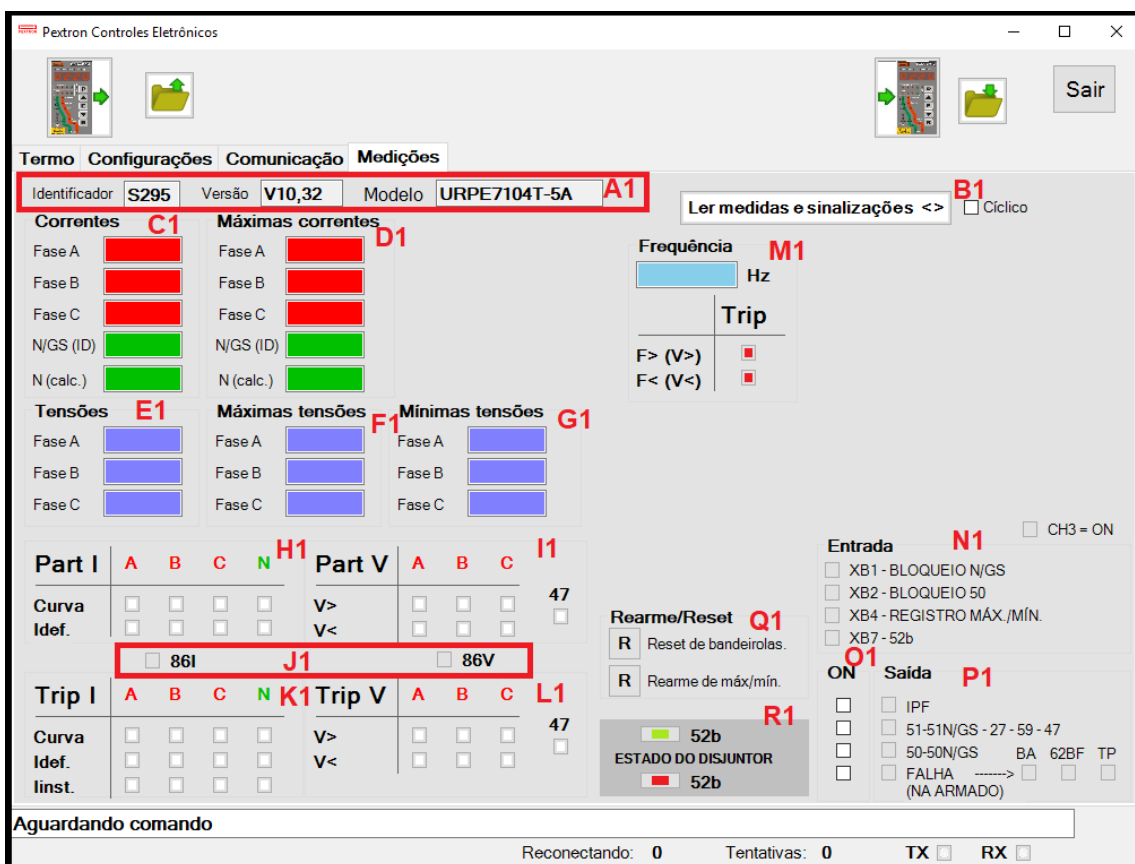 Pextron Controles Eletrônicos
Sair
Termo Configurações Comunicação Medições
Identificador S295 Versão V10,32 Modelo URPE7104T-5A A1
Ler medidas e sinalizações <> B1 Cíclico
Correntes C1
Fase A
Fase B
Fase C
N/GS (ID)
N (calc.)
Máximas correntes D1
Fase A
Fase B
Fase C
N/GS (ID)
N (calc.)
Frequência M1
Hz
Trip
F> (V>)
F< (V<)
Tensões E1
Fase A
Fase B
Fase C
Máximas tensões F1
Fase A
Fase B
Fase C
Mínimas tensões G1
Fase A
Fase B
Fase C
Part I A B C N H1
Curva
Idef.
Part V A B C I1
V>
V<
47
86I J1 86V
Trip I A B C N K1
Curva
Idef.
Iinst.
Trip V A B C L1
V>
V<
47
CH3 = ON
Entrada N1
XB1 - BLOQUEIO N/GS
XB2 - BLOQUEIO 50
XB4 - REGISTRO MÁX./MÍN.
XB7 - 52b
Rearme/Reset Q1
R Reset de bandeirolas.
R Rearme de máx/mín.
R1
52b
ESTADO DO DISJUNTOR
52b
O1
ON
Saída P1
IPF
51-51N/GS - 27 - 59 - 47
50-50N/GS BA 62BF TP
FALHA ------->
(NA ARMADO)
Aguardando comando
Reconectando: 0 Tentativas: 0 TX RX